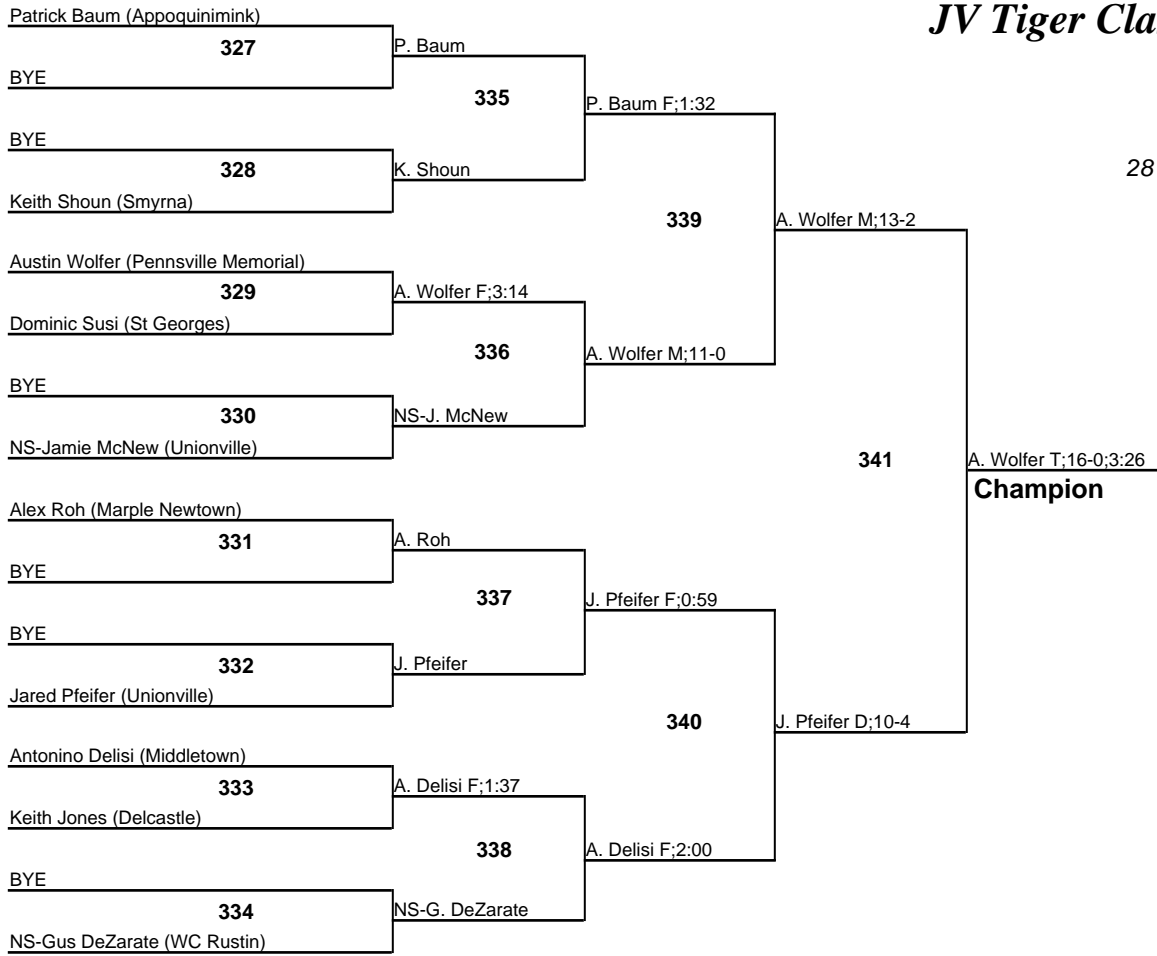 Patrick Baum (Appoquinimink)
JV Tiger Cla
327
P. Baum
BYE
335
P. Baum F;1:32
BYE
328
K. Shoun
28
Keith Shoun (Smyrna)
339
A. Wolfer M;13-2
Austin Wolfer (Pennsville Memorial)
329
A. Wolfer F;3:14
Dominic Susi (St Georges)
336
A. Wolfer M;11-0
BYE
330
NS-J. McNew
NS-Jamie McNew (Unionville)
341
A. Wolfer T;16-0;3:26
Champion
Alex Roh (Marple Newtown)
331
A. Roh
BYE
337
J. Pfeifer F;0:59
BYE
332
J. Pfeifer
Jared Pfeifer (Unionville)
340
J. Pfeifer D;10-4
Antonino Delisi (Middletown)
333
A. Delisi F;1:37
Keith Jones (Delcastle)
338
A. Delisi F;2:00
BYE
334
NS-G. DeZarate
NS-Gus DeZarate (WC Rustin)